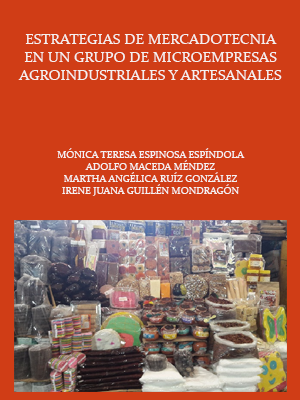 ESTRATEGIAS DE MERCADOTECNIA
EN UN GRUPO DE MICROEMPRESAS
AGROINDUSTRIALES Y ARTESANALES
MÓNICA TERESA ESPINOSA ESPÍNDOLA
ADOLFO MACEDA MÉNDEZ
MARTHA ANGÉLICA RUÍZ GONZÁLEZ
IRENE JUANA GUILLÉN MONDRAGÓN